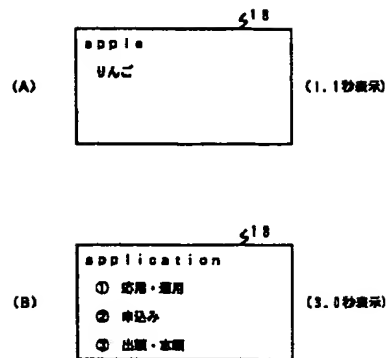 18
apple
りんご
(A)
(1.1秒表示)
18
application
① 応用・運用
② 申込み
(B)
(3.0秒表示)
③ 出願・本願